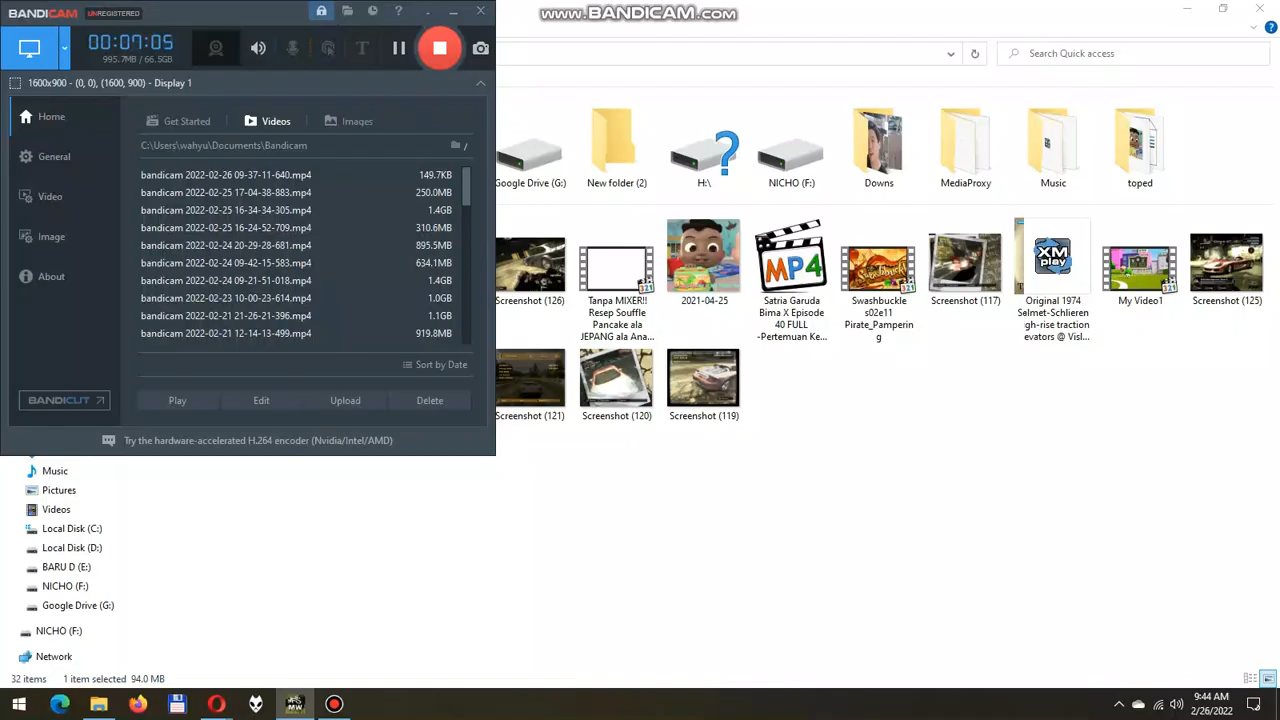 BANDICAM UNREGISTERED
www.BANDICAM.com
00:07:05
995.7MB / 66.5GB
1600x900 - (0, 0), (1600, 900) - Display 1
Home
General
Video
Image
About
BANDICUT
Get Started
Videos
Images
C:\Users\wahyu\Documents\Bandicam
bandicam 2022-02-26 09-37-11-640.mp4 149.7KB
bandicam 2022-02-25 17-04-38-883.mp4 250.0MB
bandicam 2022-02-25 16-34-34-305.mp4 1.4GB
bandicam 2022-02-25 16-24-52-709.mp4 310.6MB
bandicam 2022-02-24 20-29-28-681.mp4 895.5MB
bandicam 2022-02-24 09-42-15-583.mp4 634.1MB
bandicam 2022-02-24 09-21-51-018.mp4 1.4GB
bandicam 2022-02-23 10-00-23-614.mp4 1.0GB
bandicam 2022-02-21 21-26-21-396.mp4 1.1GB
bandicam 2022-02-21 12-14-13-499.mp4 919.8MB
Sort by Date
Play
Edit
Upload
Delete
Try the hardware-accelerated H.264 encoder (Nvidia/Intel/AMD)
Search Quick access
Google Drive (G:)
New folder (2)
H:\
NICHO (F:)
Downs
MediaProxy
Music
toped
Screenshot (126)
Tanpa MIXER!!
Resep Souffle
Pancake ala
JEPANG ala Ana...
2021-04-25
MP4
Satria Garuda
Bima X Episode
40 FULL
-Pertemuan Ke...
Swashbuckle
s02e11
Pirate_Pamperin
g
Screenshot (117)
XM
play
Original 1974
Selmet-Schlieren
gh-rise traction
evators @ Visl...
My Video1
Screenshot (125)
Screenshot (121)
Screenshot (120)
Screenshot (119)
Music
Pictures
Videos
Local Disk (C:)
Local Disk (D:)
BARU D (E:)
NICHO (F:)
Google Drive (G:)
NICHO (F:)
Network
32 items
1 item selected 94.0 MB
9:44 AM
2/26/2022